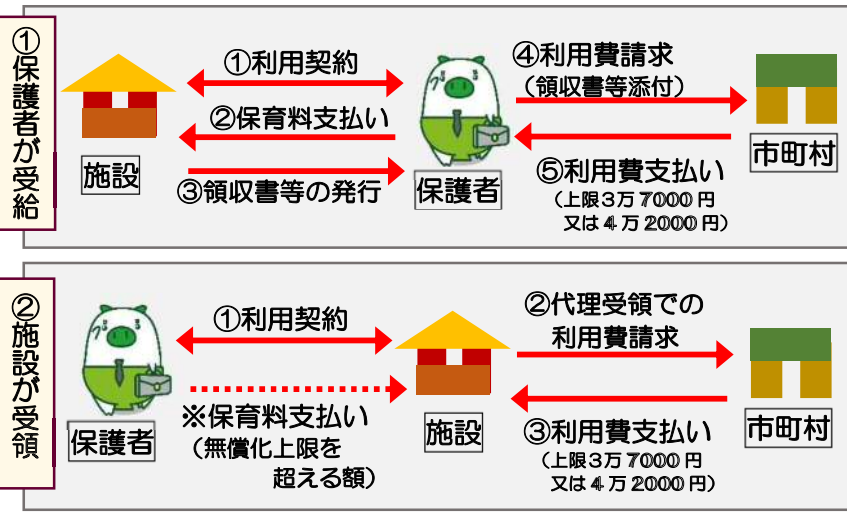 ①保護者が受給
①利用契約
②保育料支払い
③領収書等の発行
施設
保護者
④利用費請求
（領収書等添付）
⑤利用費支払い
（上限３万7000円
又は４万2000円）
市町村
②施設が受領
①利用契約
※保育料支払い
（無償化上限を
超える額）
保護者
施設
②代理受領での
利用費請求
③利用費支払い
（上限３万7000円
又は４万2000円）
市町村